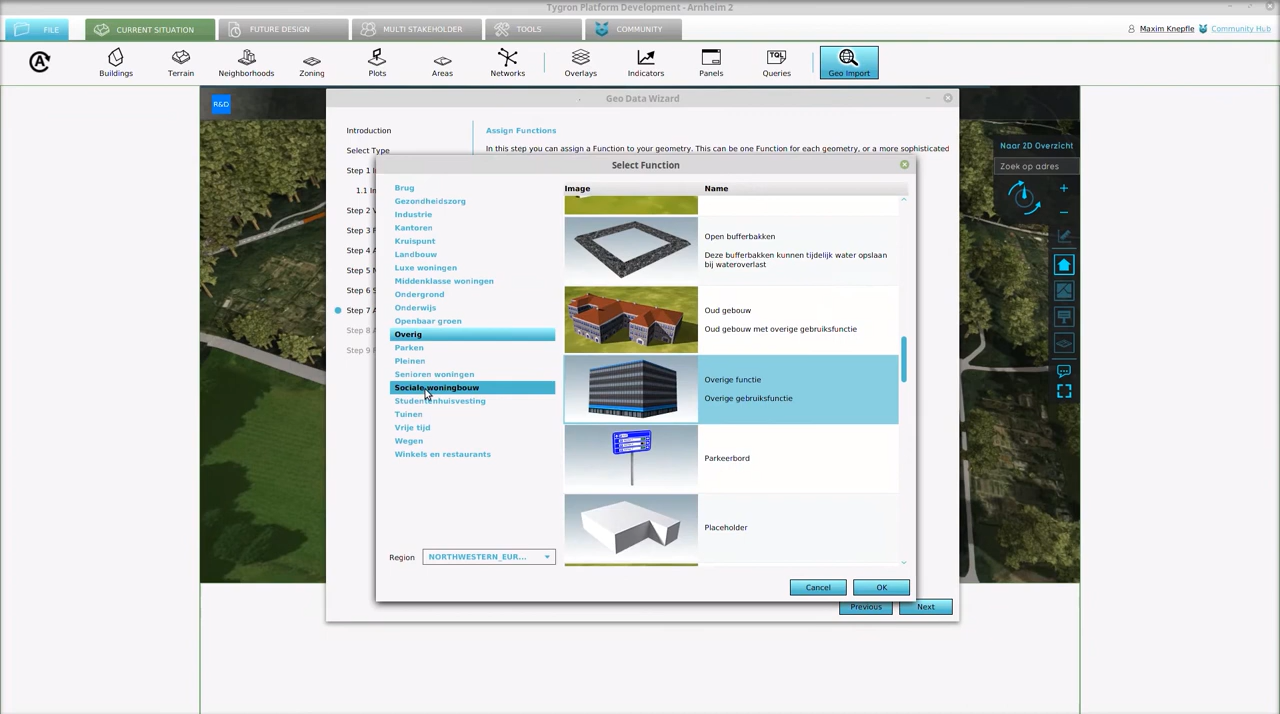 Tygron Platform Development - Arnheim 2
FILE
CURRENT SITUATION
FUTURE DESIGN
MULTI STAKEHOLDER
TOOLS
COMMUNITY
Maxim Knepfle
Community Hub
A
Buildings
Terrain
Neighborhoods
Zoning
Plots
Areas
Networks
Overlays
Indicators
Panels
TQL
Queries
Geo Import
R&D
Geo Data Wizard
Introduction
Select Type
Step 1 i
1.1 In
Step 2 V
Step 3 F
Step 4 A
Step 5 M
Step 6 S
Step 7 A
Step 8 A
Step 9 F
Assign Functions
In this step you can assign a Function to your geometry. This can be one Function for each geometry, or a more sophisticated
Select Function
Brug
Gezondheidszorg
Industrie
Kantoren
Kruispunt
Landbouw
Luxe woningen
Middenklasse woningen
Ondergrond
Onderwijs
Openbaar groen
Overig
Parken
Pleinen
Senioren woningen
Sociale woningbouw
Studentenhuisvesting
Tuinen
Vrije tijd
Wegen
Winkels en restaurants
Region
NORTHWESTERN_EUR...
Image
Name
Open bufferbakken
Deze bufferbakken kunnen tijdelijk water opslaan
bij wateroverlast
Oud gebouw
Oud gebouw met overige gebruiksfunctie
Overige functie
Overige gebruiksfunctie
Parkeerbord
Placeholder
Cancel
OK
Previous
Next
Naar 2D Overzicht
Zoek op adres